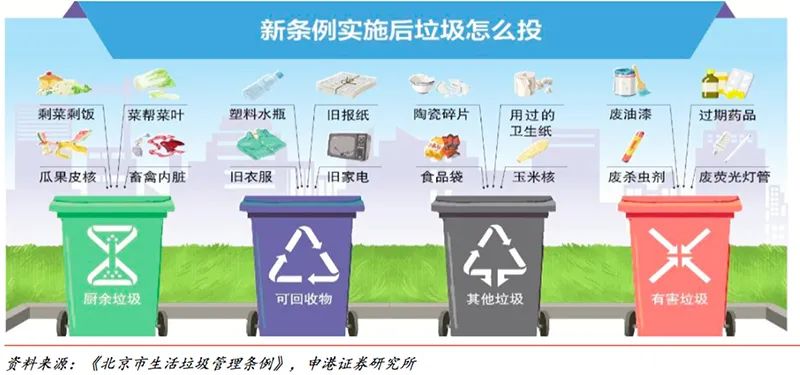 新条例实施后垃圾怎么投
剩菜剩饭
菜帮菜叶
塑料水瓶
旧报纸
陶瓷碎片
用过的
卫生纸
废油漆
过期药品
瓜果皮核
畜禽内脏
旧衣服
旧家电
食品袋
玉米核
废杀虫剂
废荧光灯管
厨余垃圾
可回收物
其他垃圾
有害垃圾
资料来源：《北京市生活垃圾管理条例》，申港证券研究所